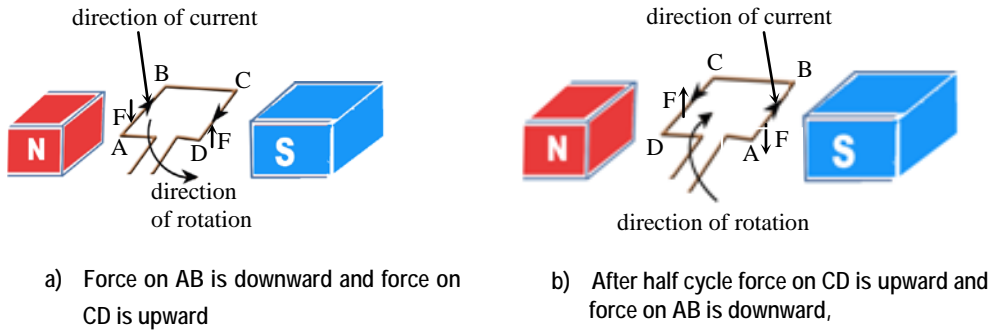 direction of current
B
C
F
N
A
D
F
S
direction
of rotation
a) Force on AB is downward and force on
CD is upward
direction of current
C
B
F
N
D
A
F
S
direction of rotation
b) After half cycle force on CD is upward and
force on AB is downward,